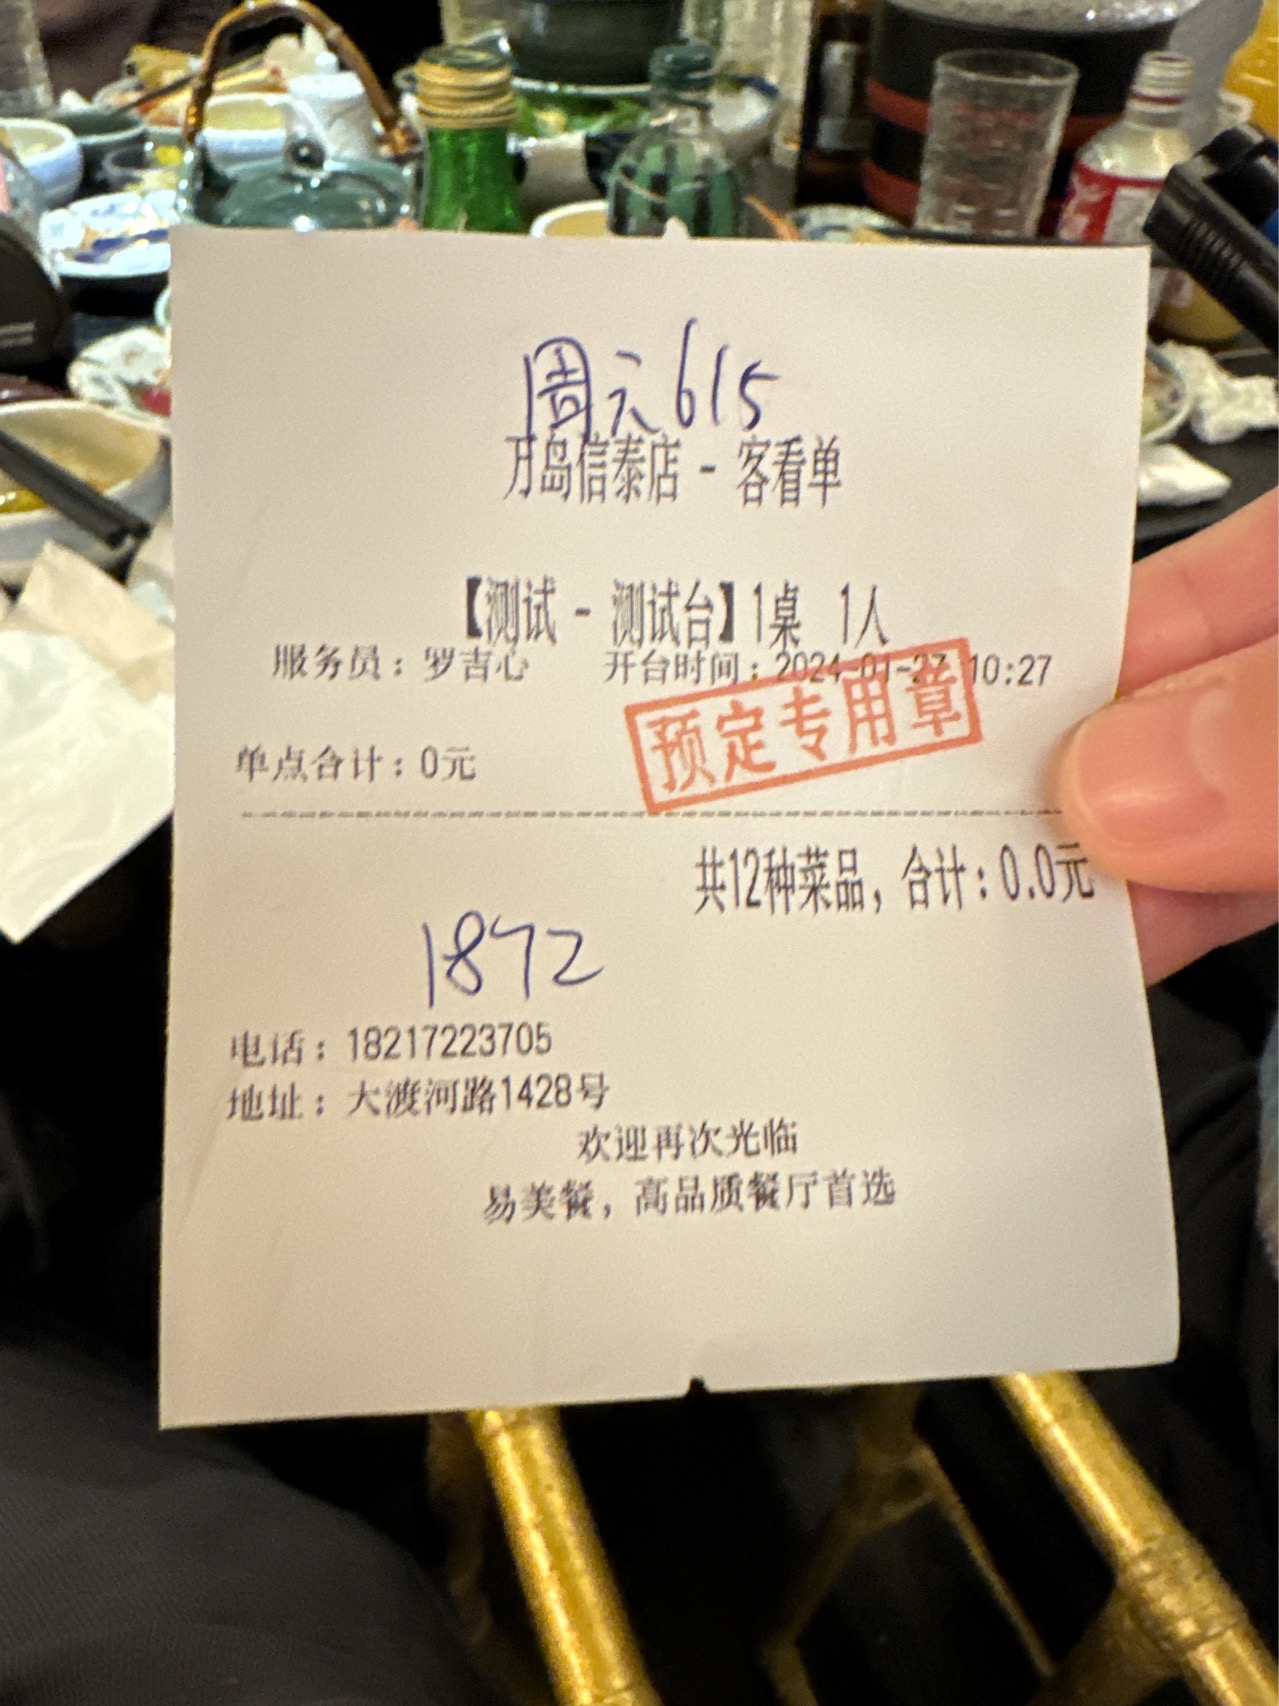 周元615
万岛信泰店 - 客看单
【测试 - 测试台】1桌 1人
服务员：罗吉心 开台时间：2024-01-27 10:27
预定专用章
单点合计：0元
共12种菜品，合计：0.0元
1872
电话：18217223705
地址：大渡河路1428号
欢迎再次光临
易美餐，高品质餐厅首选